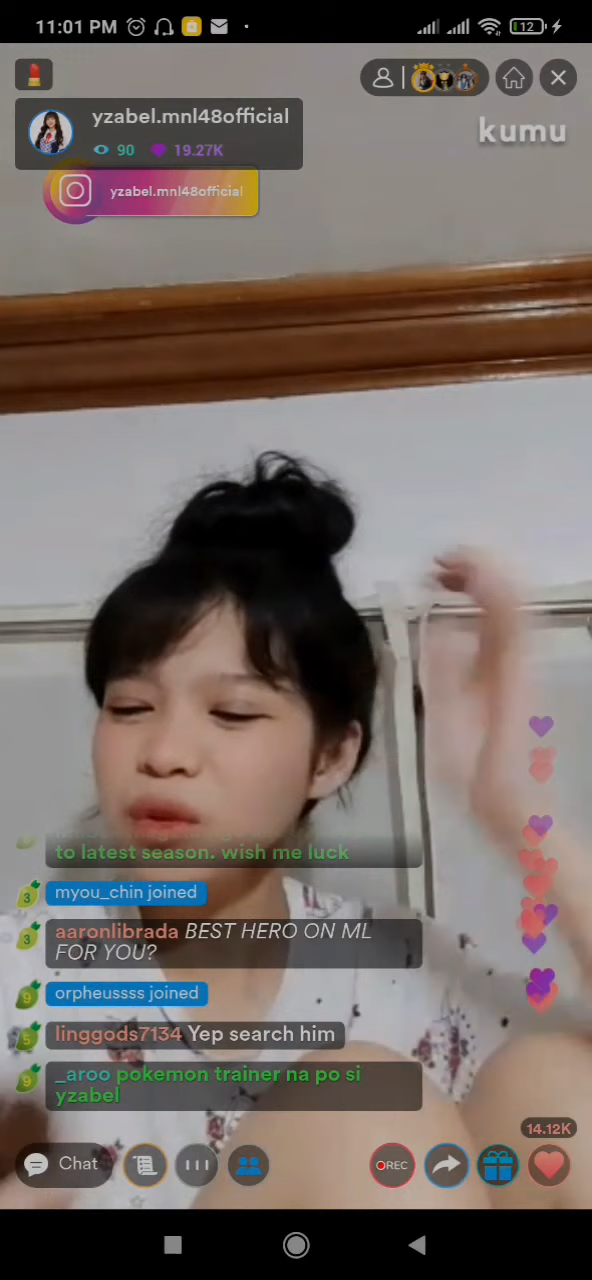 11:01 PM
12
yzabel.mnl48official
90 19.27K
kumu
yzabel.mnl48official
to latest season. wish me luck
3 myou_chin joined
3 aaronlibrada BEST HERO ON ML
FOR YOU?
9 orpheussss joined
5 linggods7134 Yep search him
9 _aroo pokemon trainer na po si
yzabel
14.12K
Chat
REC